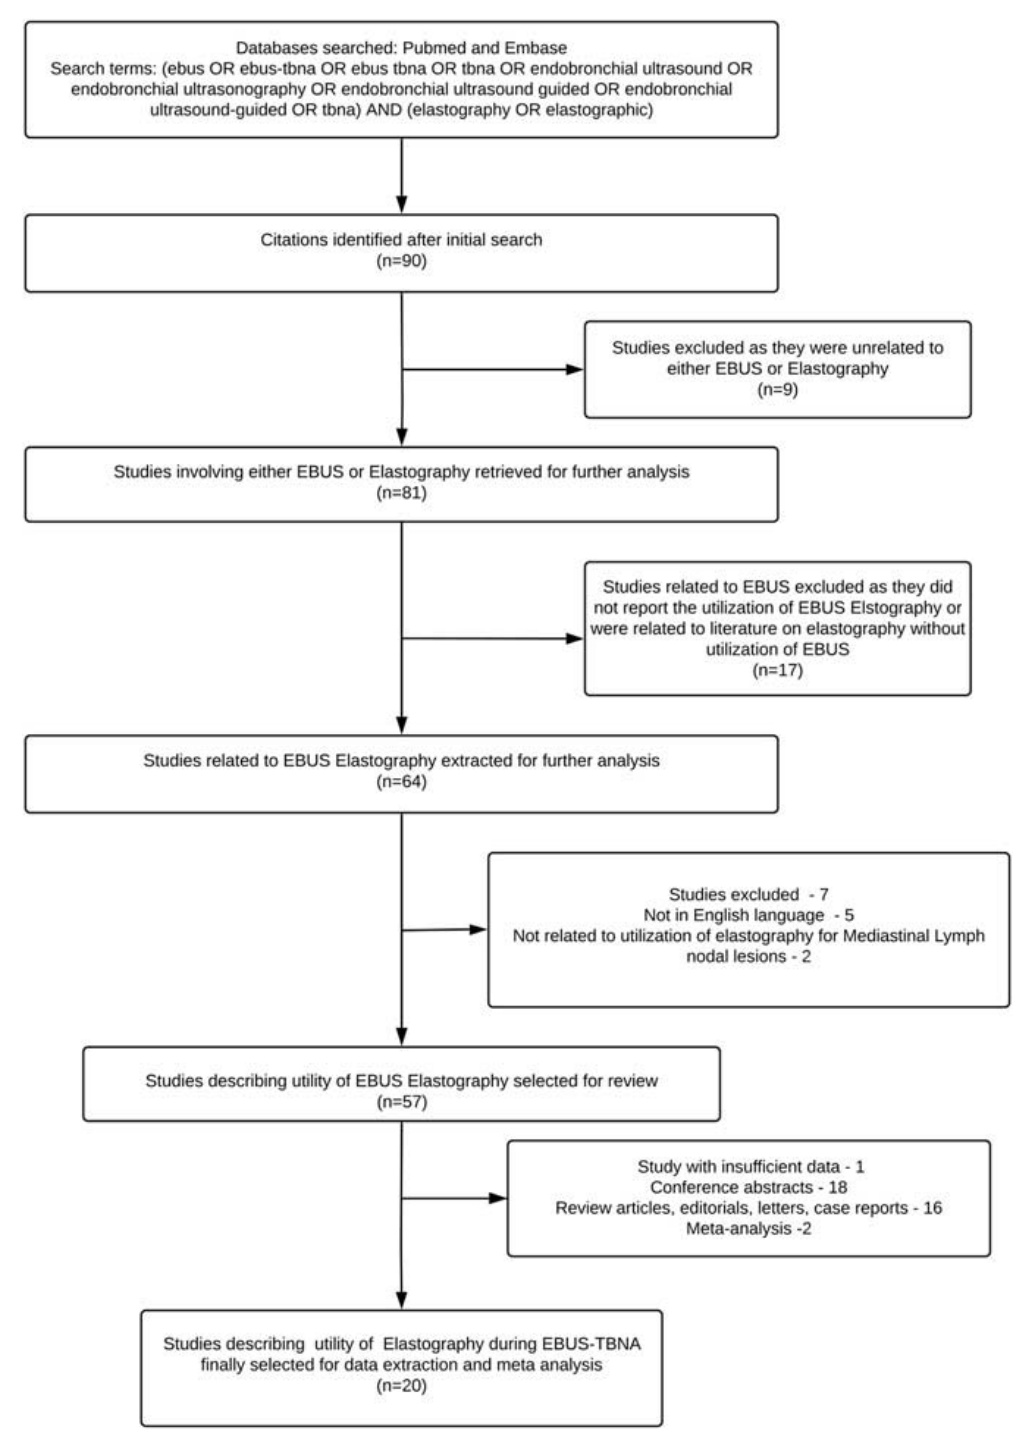 Databases searched: Pubmed and Embase
Search terms: (ebus OR ebus-tbna OR ebus tbna OR tbna OR endobronchial ultrasound OR
endobronchial ultrasonography OR endobronchial ultrasound guided OR endobronchial
ultrasound-guided OR tbna) AND (elastography OR elastographic)
Citations identified after initial search
(n=90)
Studies excluded as they were unrelated to
either EBUS or Elastography
(n=9)
Studies involving either EBUS or Elastography retrieved for further analysis
(n=81)
Studies related to EBUS excluded as they did
not report the utilization of EBUS Elstography or
were related to literature on elastography without
utilization of EBUS
(n=17)
Studies related to EBUS Elastography extracted for further analysis
(n=64)
Studies excluded - 7
Not in English language - 5
Not related to utilization of elastography for Mediastinal Lymph
nodal lesions - 2
Studies describing utility of EBUS Elastography selected for review
(n=57)
Study with insufficient data - 1
Conference abstracts - 18
Review articles, editorials, letters, case reports - 16
Meta-analysis -2
Studies describing utility of Elastography during EBUS-TBNA
finally selected for data extraction and meta analysis
(n=20)